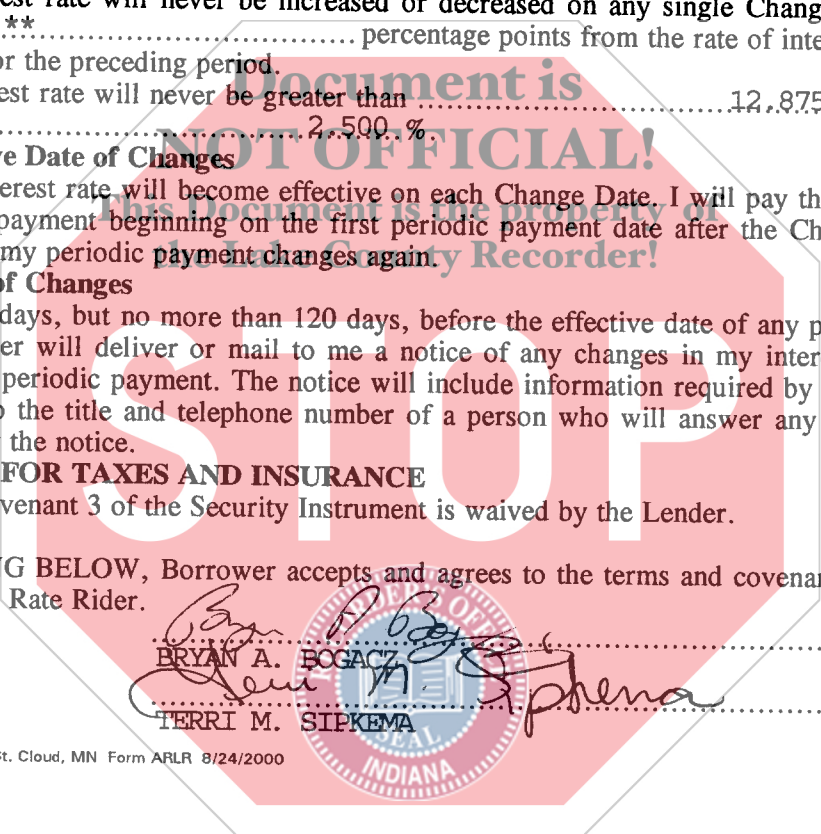 est rate will never be increased or decreased on any single Chang
** percentage points from the rate of inte
or the preceding period.
Document is
est rate will never be greater than 12.875
2.500 %.
NOT OFFICIAL!
ve Date of Changes
erest rate will become effective on each Change Date. I will pay th
This Document is the property of
payment beginning on the first periodic payment date after the Ch
my periodic payment changes again.
the Lake County Recorder!
of Changes
days, but no more than 120 days, before the effective date of any p
er will deliver or mail to me a notice of any changes in my inter
periodic payment. The notice will include information required by
o the title and telephone number of a person who will answer any
the notice.
STOP
FOR TAXES AND INSURANCE
venant 3 of the Security Instrument is waived by the Lender.
G BELOW, Borrower accepts and agrees to the terms and covenan
Rate Rider.
BRYAN A. BOGACZ
TERRI M. SIPKEMA
SEAL
INDIANA
St. Cloud, MN Form ARLR 8/24/2000